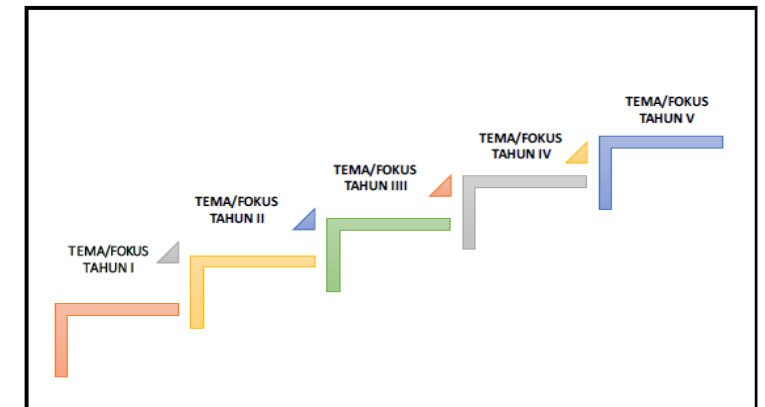 TEMA/FOKUS
TAHUN I
TEMA/FOKUS
TAHUN II
TEMA/FOKUS
TAHUN IIII
TEMA/FOKUS
TAHUN IV
TEMA/FOKUS
TAHUN V